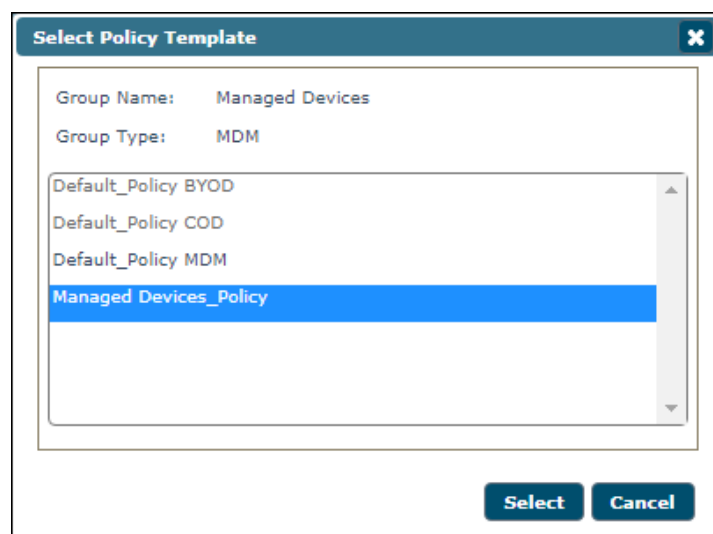 Select Policy Template
Group Name: Managed Devices
Group Type: MDM
Default_Policy BYOD
Default_Policy COD
Default_Policy MDM
Managed Devices_Policy
Select Cancel